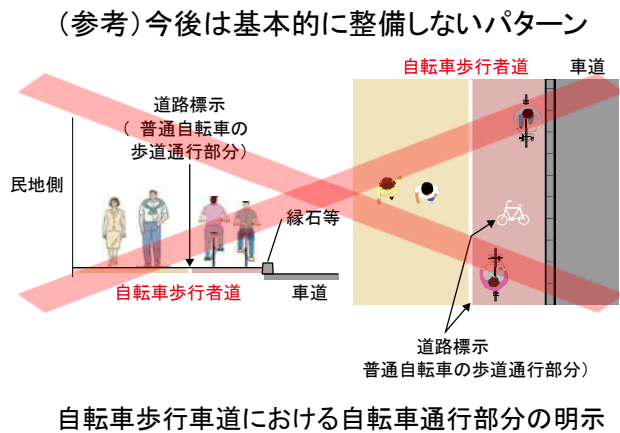 （参考）今後は基本的に整備しないパターン
自転車歩行者道
車道
道路標示
（ 普通自転車の
歩道通行部分）
民地側
縁石等
自転車歩行者道
車道
道路標示
普通自転車の歩道通行部分）
自転車歩行車道における自転車通行部分の明示